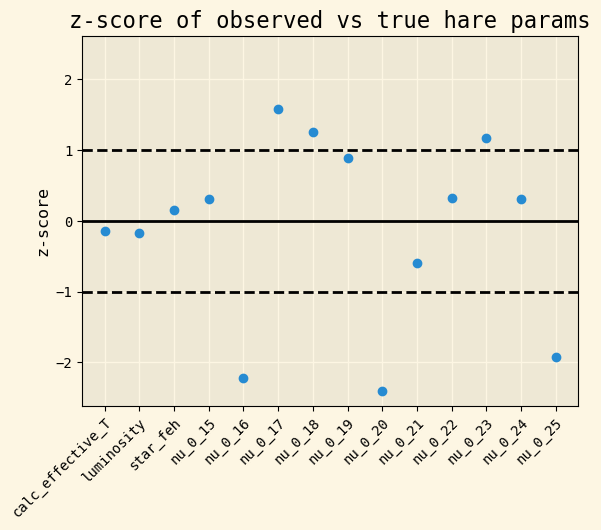 z-score of observed vs true hare params
z-score
2
1
0
−1
−2
calc_effective_T
luminosity
star_feh
nu_0_15
nu_0_16
nu_0_17
nu_0_18
nu_0_19
nu_0_20
nu_0_21
nu_0_22
nu_0_23
nu_0_24
nu_0_25